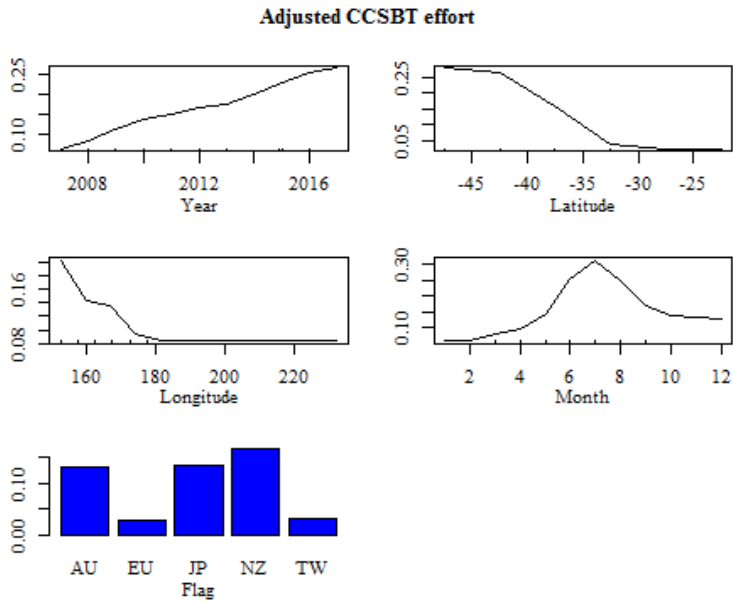 Adjusted CCSBT effort
0.25
0.10
2008 2012 2016
Year
0.25
0.05
-45 -40 -35 -30 -25
Latitude
0.16
0.08
160 180 200 220
Longitude
0.30
0.10
2 4 6 8 10 12
Month
0.10
0.00
AU EU JP NZ TW
Flag